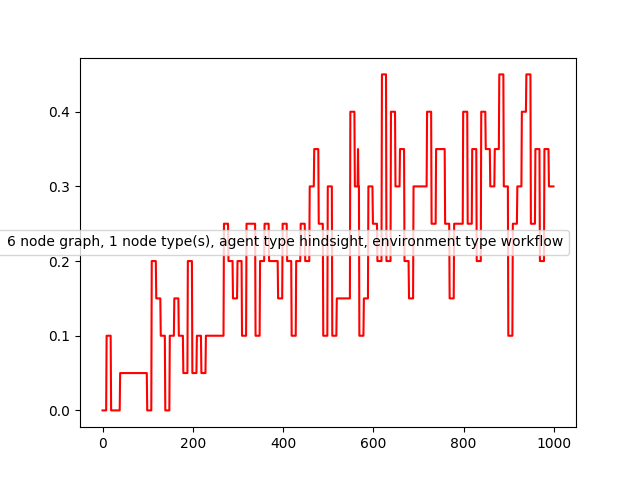 0.4
0.3
6 node graph, 1 node type(s), agent type hindsight, environment type workflow
0.2
0.1
0.0
0 200 400 600 800 1000